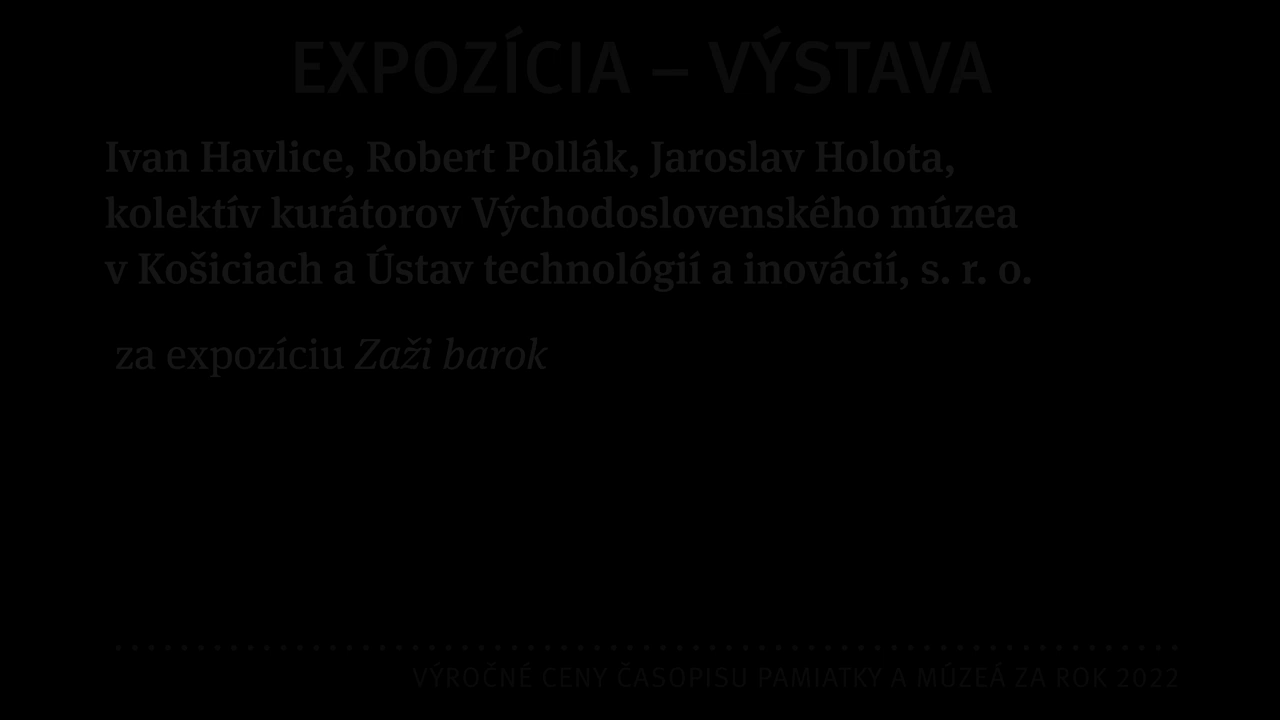 EXPOZÍCIA – VÝSTAVA
Ivan Havlice, Robert Pollák, Jaroslav Holota,
kolektív kurátorov Východoslovenského múzea
v Košiciach a Ústav technológií a inovácií, s. r. o.
za expozíciu Zaži barok
VÝROČNÉ CENY ČASOPISU PAMIATKY A MÚZEÁ ZA ROK 2022